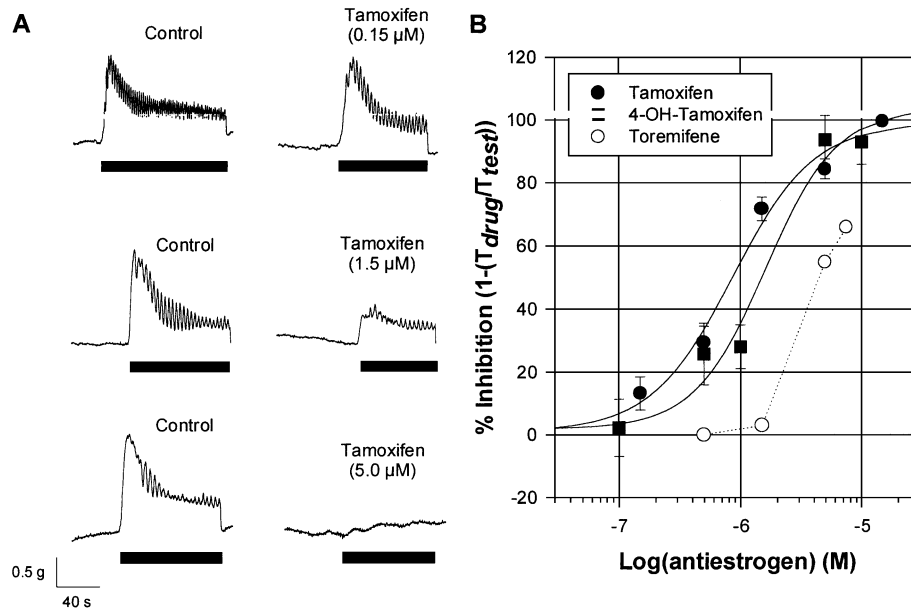 A
Control
Tamoxifen
(0.15 µM)
Control
Tamoxifen
(1.5 µM)
Control
Tamoxifen
(5.0 µM)
0.5 g
40 s
B
% Inhibition (1-(Tdrug/Ttest))
120
100
80
60
40
20
0
-20
Tamoxifen
4-OH-Tamoxifen
Toremifene
-7
-6
-5
Log(antiestrogen) (M)